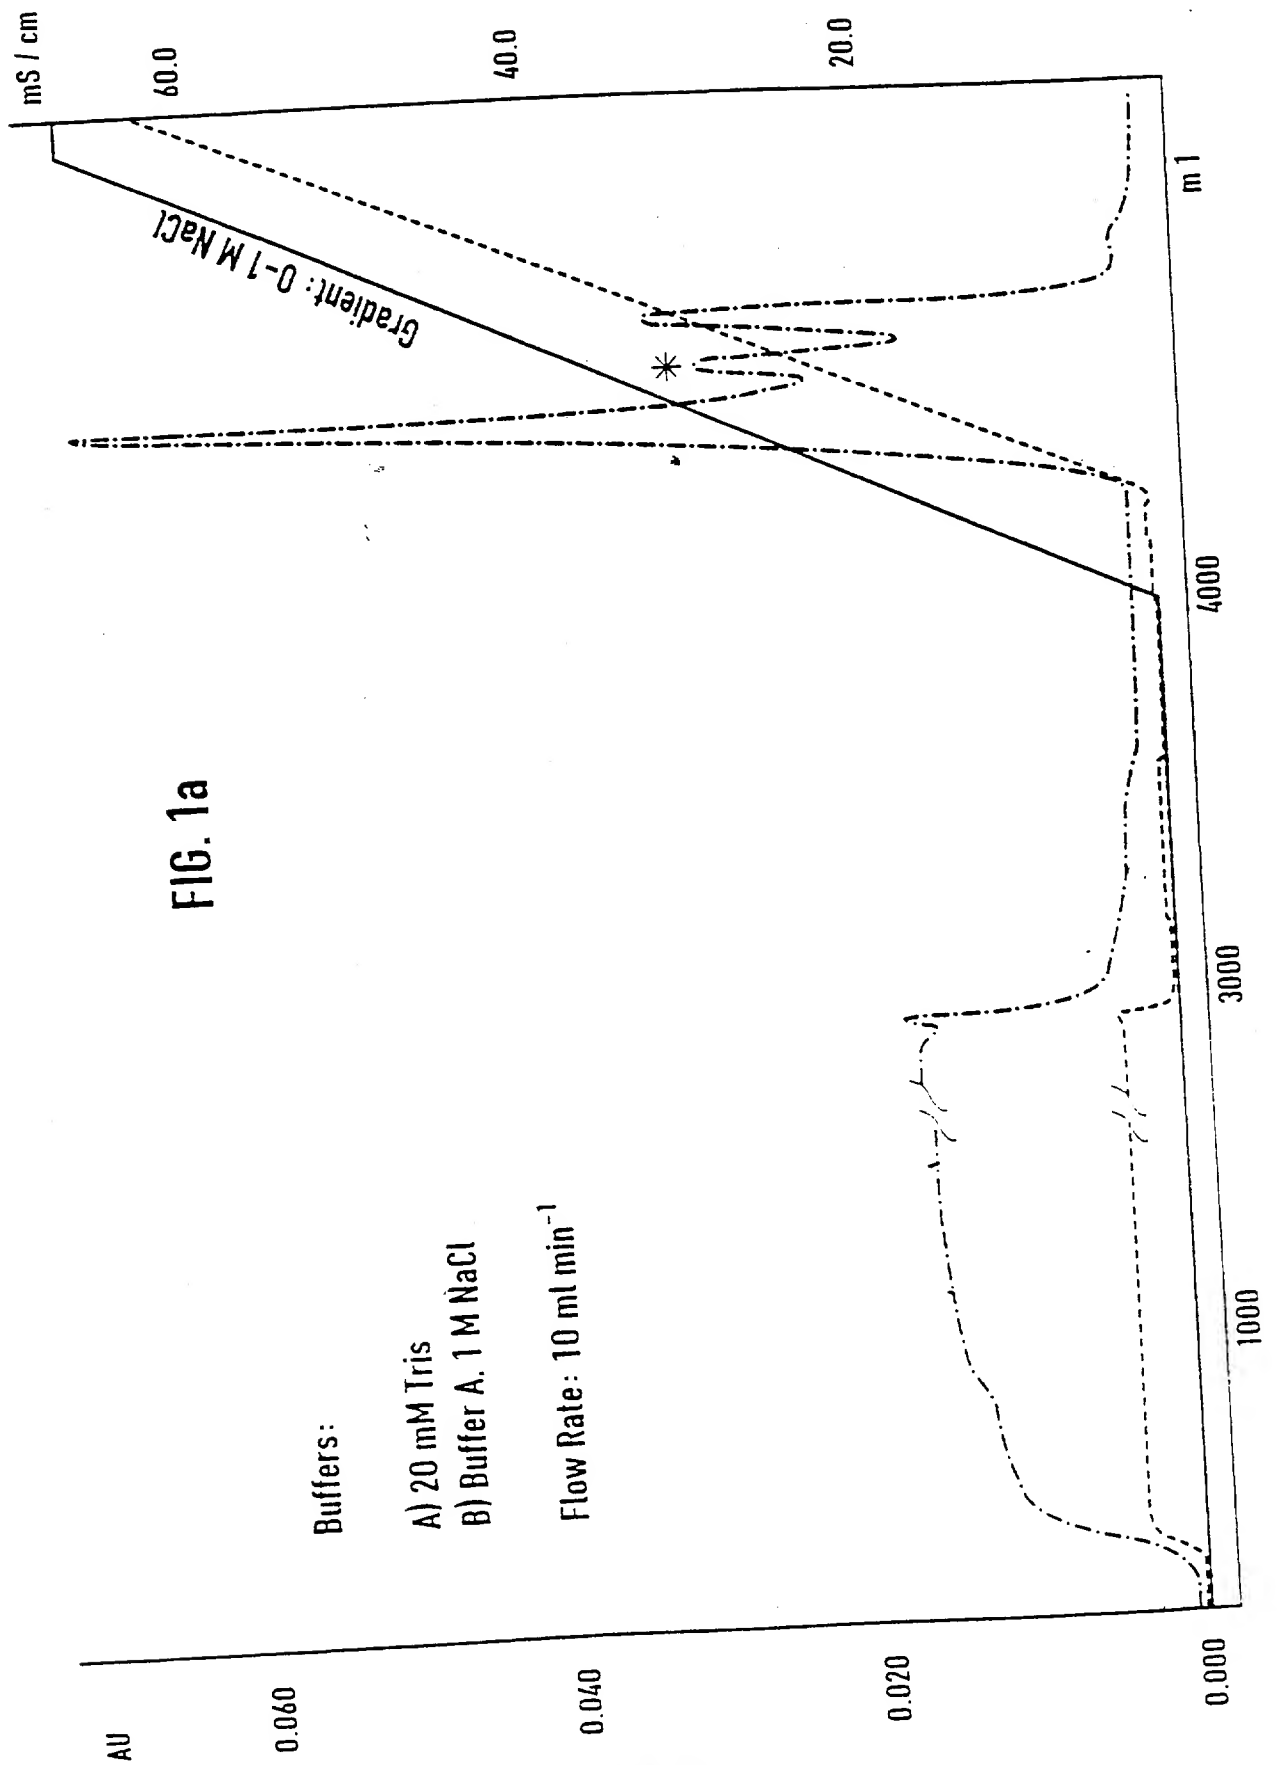 FIG. 1a
AU
0.060
0.040
0.020
0.000
Buffers:
A) 20 mM Tris
B) Buffer A. 1 M NaCl
Flow Rate: 10 ml min⁻¹
Gradient: 0-1 M NaCl
*
mS / cm
60.0
40.0
20.0
1000
3000
4000
ml